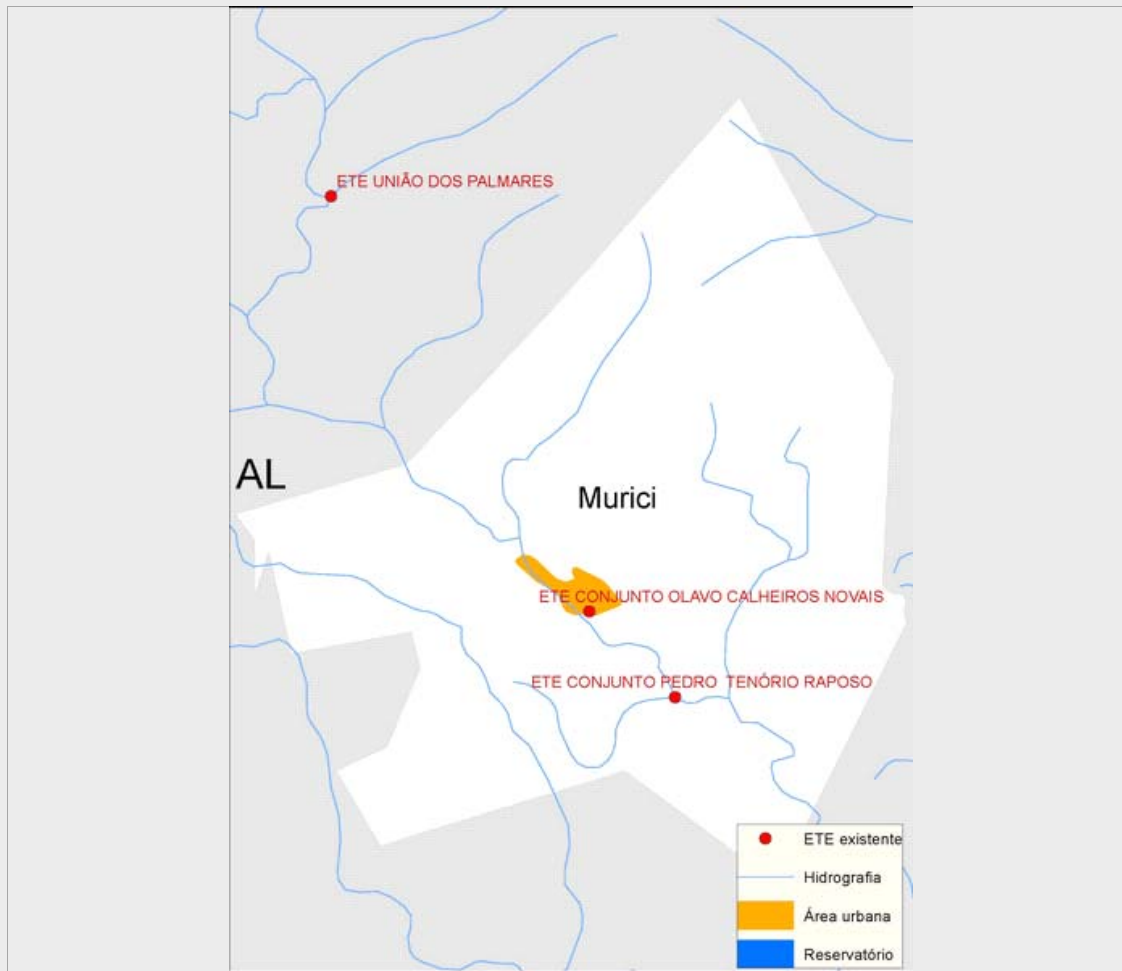 ETE UNIÃO DOS PALMARES
AL
Murici
ETE CONJUNTO OLAVO CALHEIROS NOVAIS
ETE CONJUNTO PEDRO TENÓRIO RAPOSO
ETE existente
Hidrografia
Área urbana
Reservatório